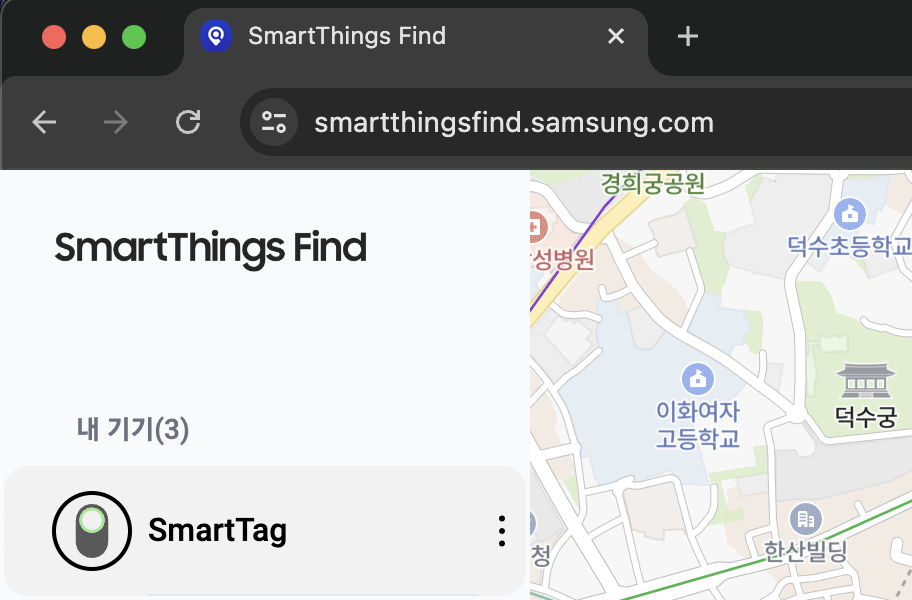 SmartThings Find
smartthingsfind.samsung.com
SmartThings Find
내 기기(3)
SmartTag
경희궁공원
덕수초등학교
성병원
이화여자
고등학교
덕수궁
한산빌딩
청